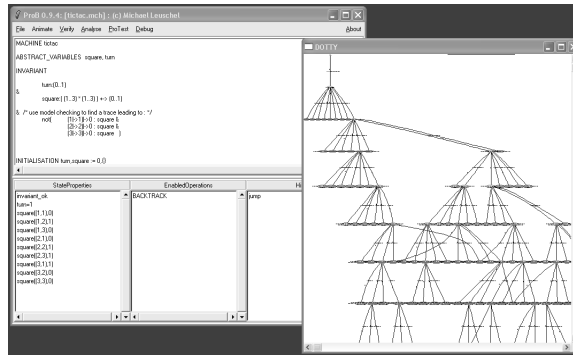 ProB 0.9.4: [tictac.mch] : (c) Michael Leuschel
File Animate Verify Analyse ProTest Debug About
MACHINE tictac
ABSTRACT_VARIABLES square, turn
INVARIANT
turn:(0..1)
&
square:( (1..3) * (1..3) ) +-> (0..1)
& /* use model checking to find a trace leading to : */
not( (1|->1)|->0 : square &
(2|->2)|->0 : square &
(3|->3)|->0 : square )
INITIALISATION turn,square := 0,{}
StateProperties EnabledOperations Hi
invariant_ok
turn=1
square((1,1),0)
square((1,2),1)
square((1,3),0)
square((2,1),0)
square((2,2),1)
square((2,3),1)
square((3,1),1)
square((3,2),0)
square((3,3),0)
BACKTRACK
jump
DOTTY